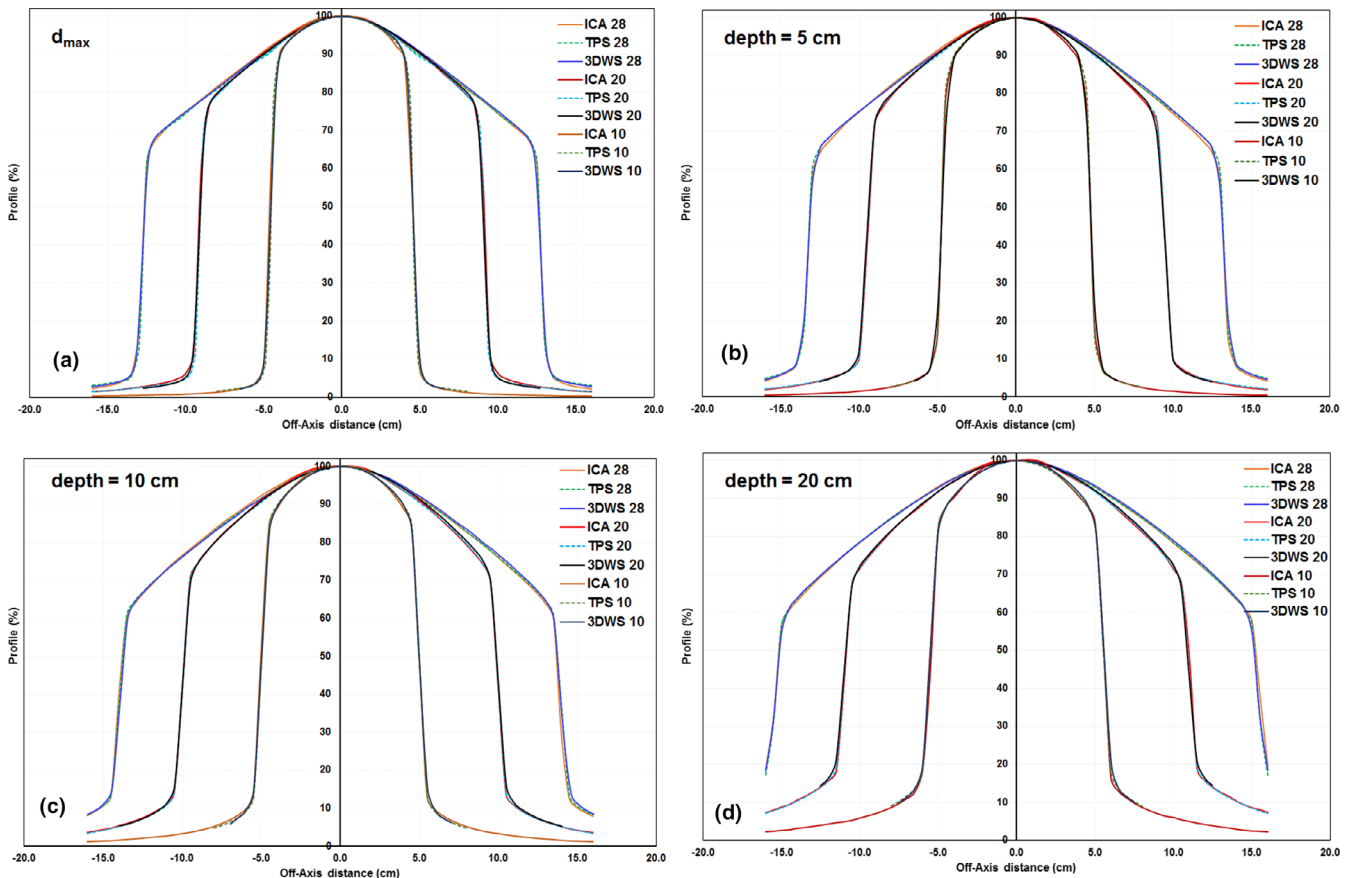 d_max
ICA 28
TPS 28
3DWS 28
ICA 20
TPS 20
3DWS 20
ICA 10
TPS 10
3DWS 10
100
90
80
70
60
50
40
30
20
10
0
Profile (%)
(a)
-20.0 -15.0 -10.0 -5.0 0.0 5.0 10.0 15.0 20.0
Off-Axis distance (cm)
depth = 5 cm
ICA 28
TPS 28
3DWS 28
ICA 20
TPS 20
3DWS 20
ICA 10
TPS 10
3DWS 10
100
90
80
70
60
50
40
30
20
10
0
Profile (%)
(b)
-20.0 -15.0 -10.0 -5.0 0.0 5.0 10.0 15.0 20.0
Off-Axis distance (cm)
depth = 10 cm
ICA 28
TPS 28
3DWS 28
ICA 20
TPS 20
3DWS 20
ICA 10
TPS 10
3DWS 10
100
90
80
70
60
50
40
30
20
10
0
Profile (%)
(c)
-20.0 -15.0 -10.0 -5.0 0.0 5.0 10.0 15.0 20.0
Off-Axis distance (cm)
depth = 20 cm
ICA 28
TPS 28
3DWS 28
ICA 20
TPS 20
3DWS 20
ICA 10
TPS 10
3DWS 10
100
90
80
70
60
50
40
30
20
10
0
Profile (%)
(d)
-20.0 -15.0 -10.0 -5.0 0.0 5.0 10.0 15.0 20.0
Off-Axis distance (cm)